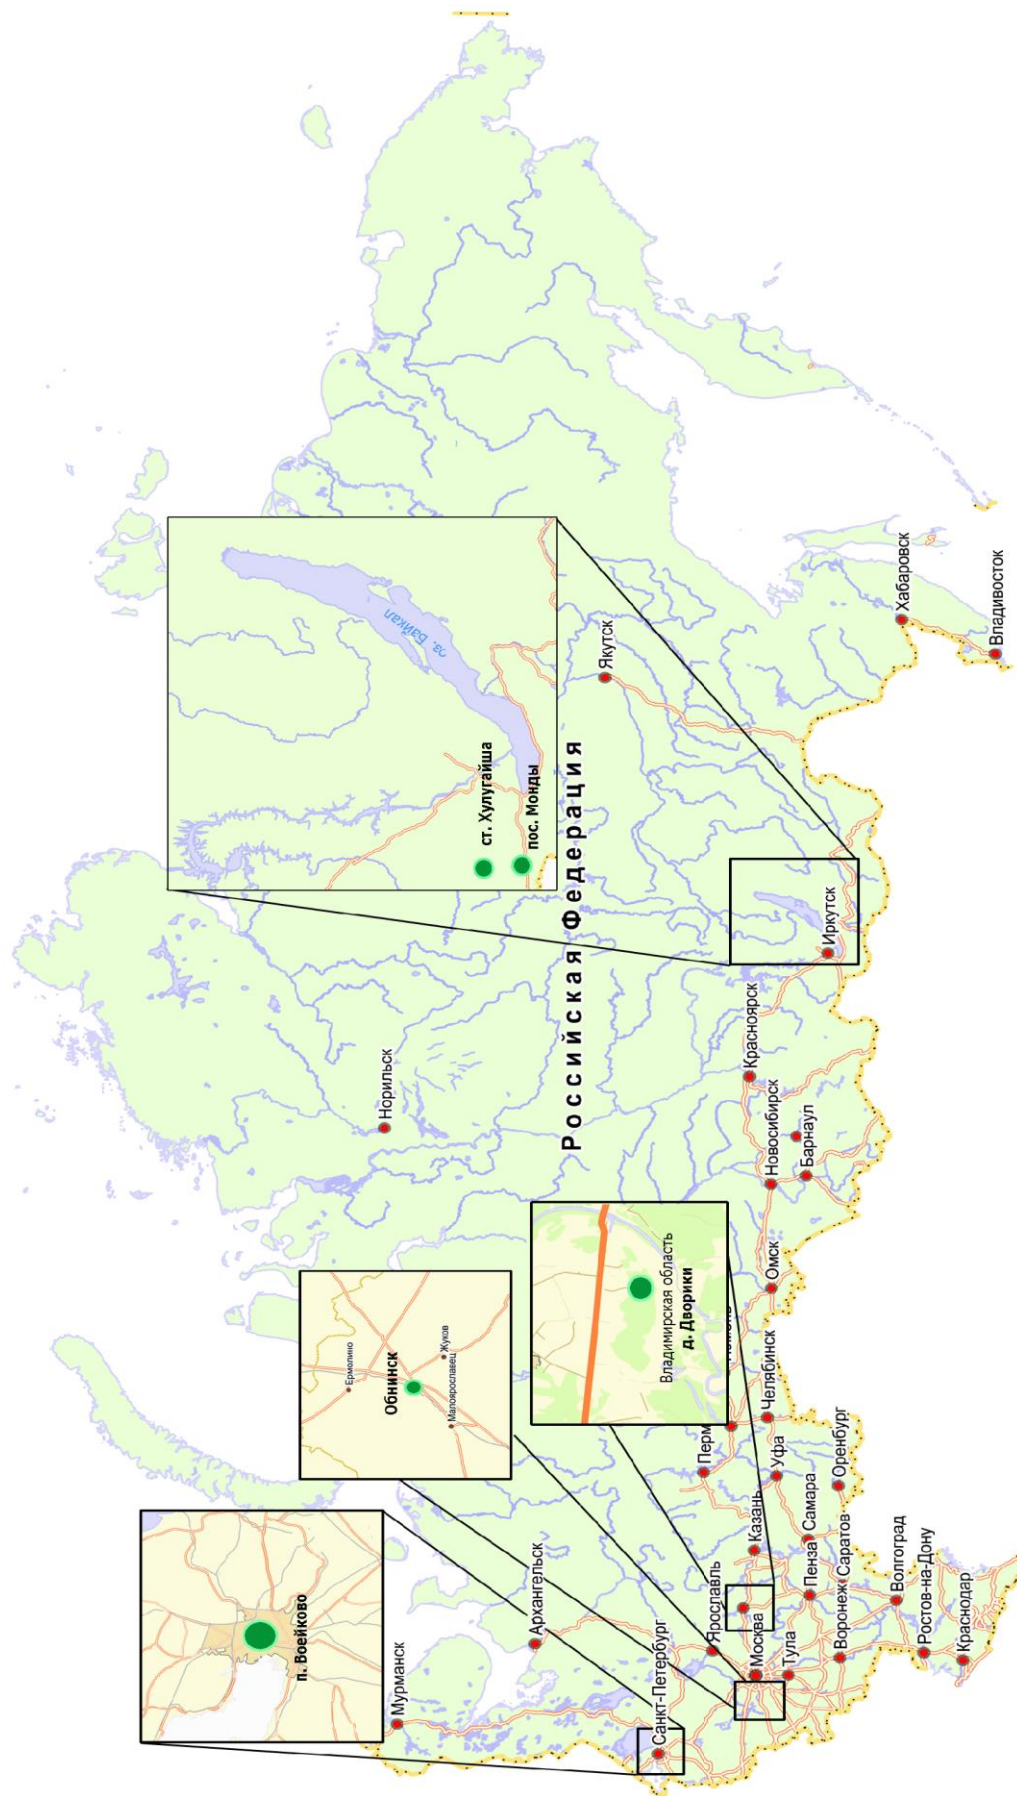 п. Воейково
Ермолино
Обнинск
Жуков
Малоярославец
Владимирская область
д. Дворики
оз. Байкал
ст. Хулугайша
пос. Монды
Российская Федерация
Мурманск
Архангельск
Санкт-Петербург
Ярославль
Москва
Тула
Воронеж
Ростов-на-Дону
Краснодар
Волгоград
Саратов
Пенза
Самара
Казань
Перм
Уфа
Оренбург
Челябинск
Омск
Новосибирск
Барнаул
Красноярск
Норильск
Иркутск
Якутск
Хабаровск
Владивосток